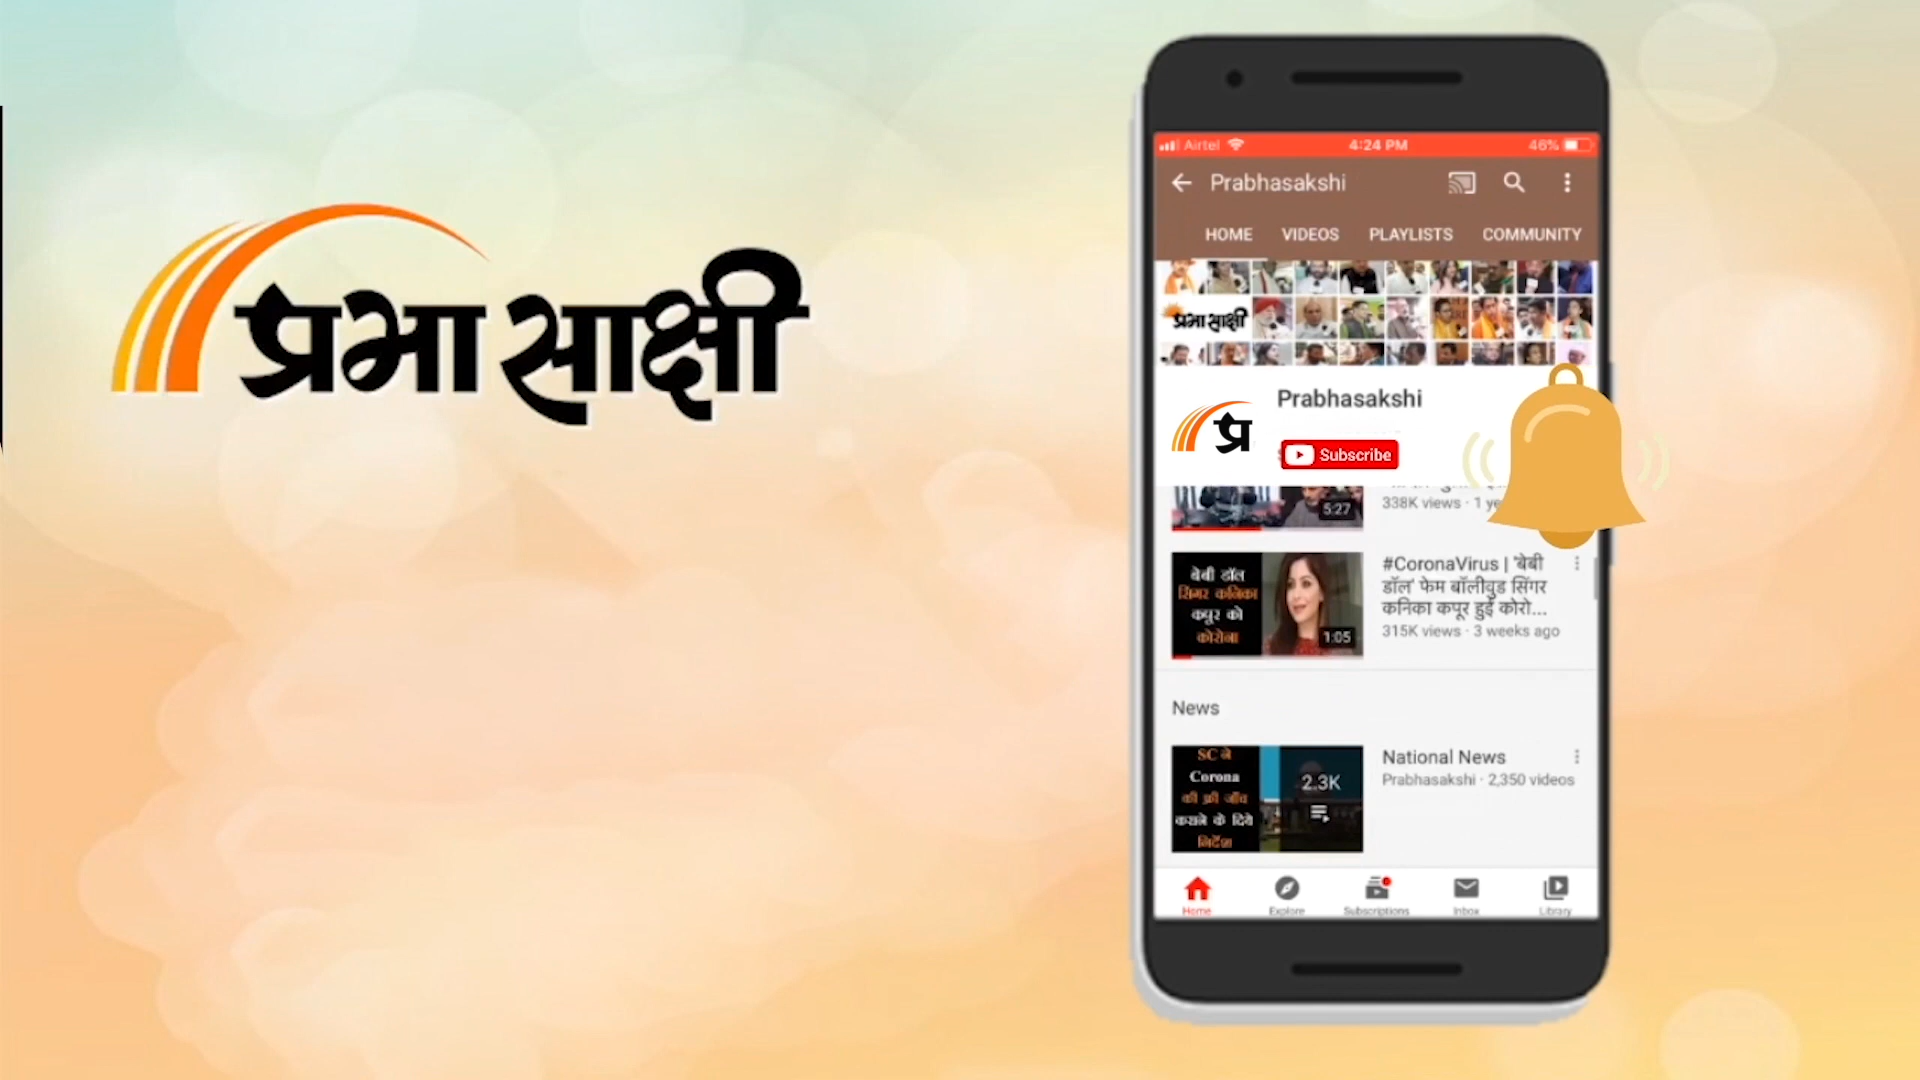 प्रभासाक्षी
Airtel 4:24 PM 46%
Prabhasakshi
HOME VIDEOS PLAYLISTS COMMUNITY
प्रभासाक्षी
Prabhasakshi
प्र
Subscribe
5:27
338K views · 1 ye
बेबी डॉल
सिंगर कनिका
कपूर को
कोरोना
1:05
#CoronaVirus | 'बेबी
डॉल' फेम बॉलीवुड सिंगर
कनिका कपूर हुईं कोरो...
315K views · 3 weeks ago
News
SC ने
Corona
की फ्री जाँच
कराने के दिये
निर्देश
2.3K
National News
Prabhasakshi · 2,350 videos
Home Explore Subscriptions Inbox Library